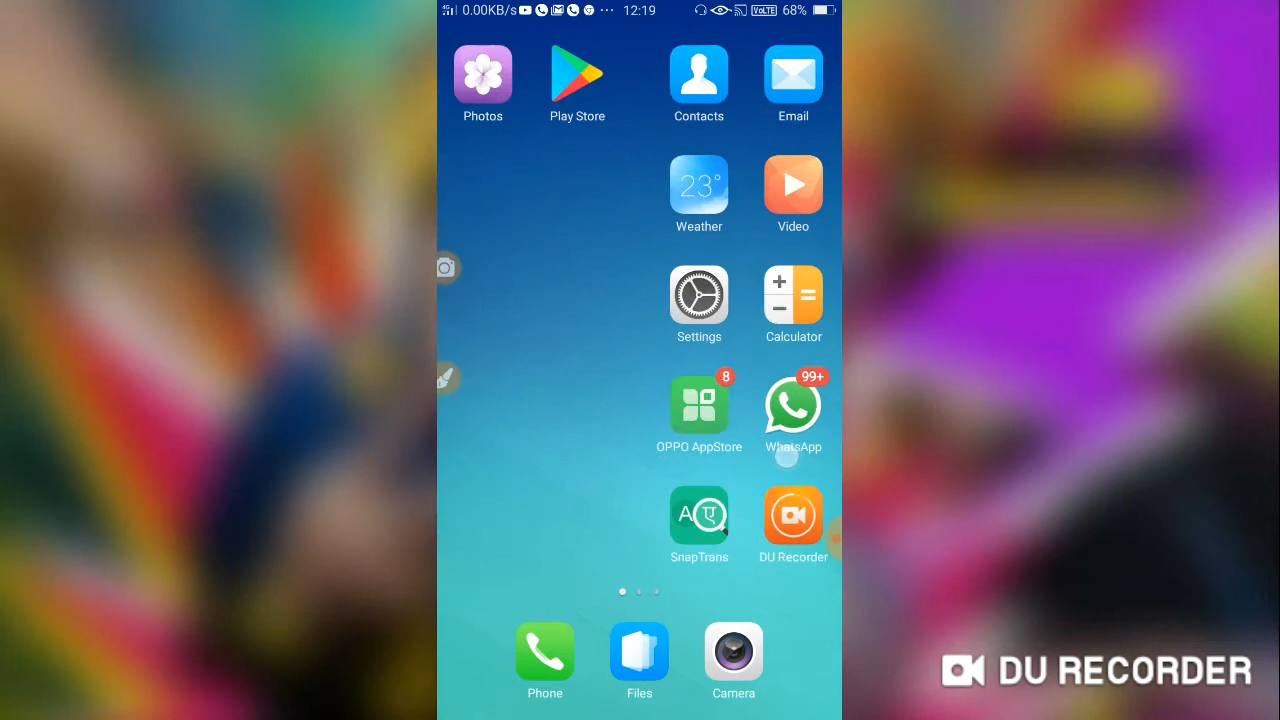 4G 0.00KB/s ... 12:19 VoLTE 68%
Photos Play Store Contacts Email
23°
Weather Video
Settings Calculator
8 99+
OPPO AppStore WhatsApp
A ए
SnapTrans DU Recorder
Phone Files Camera
DU RECORDER